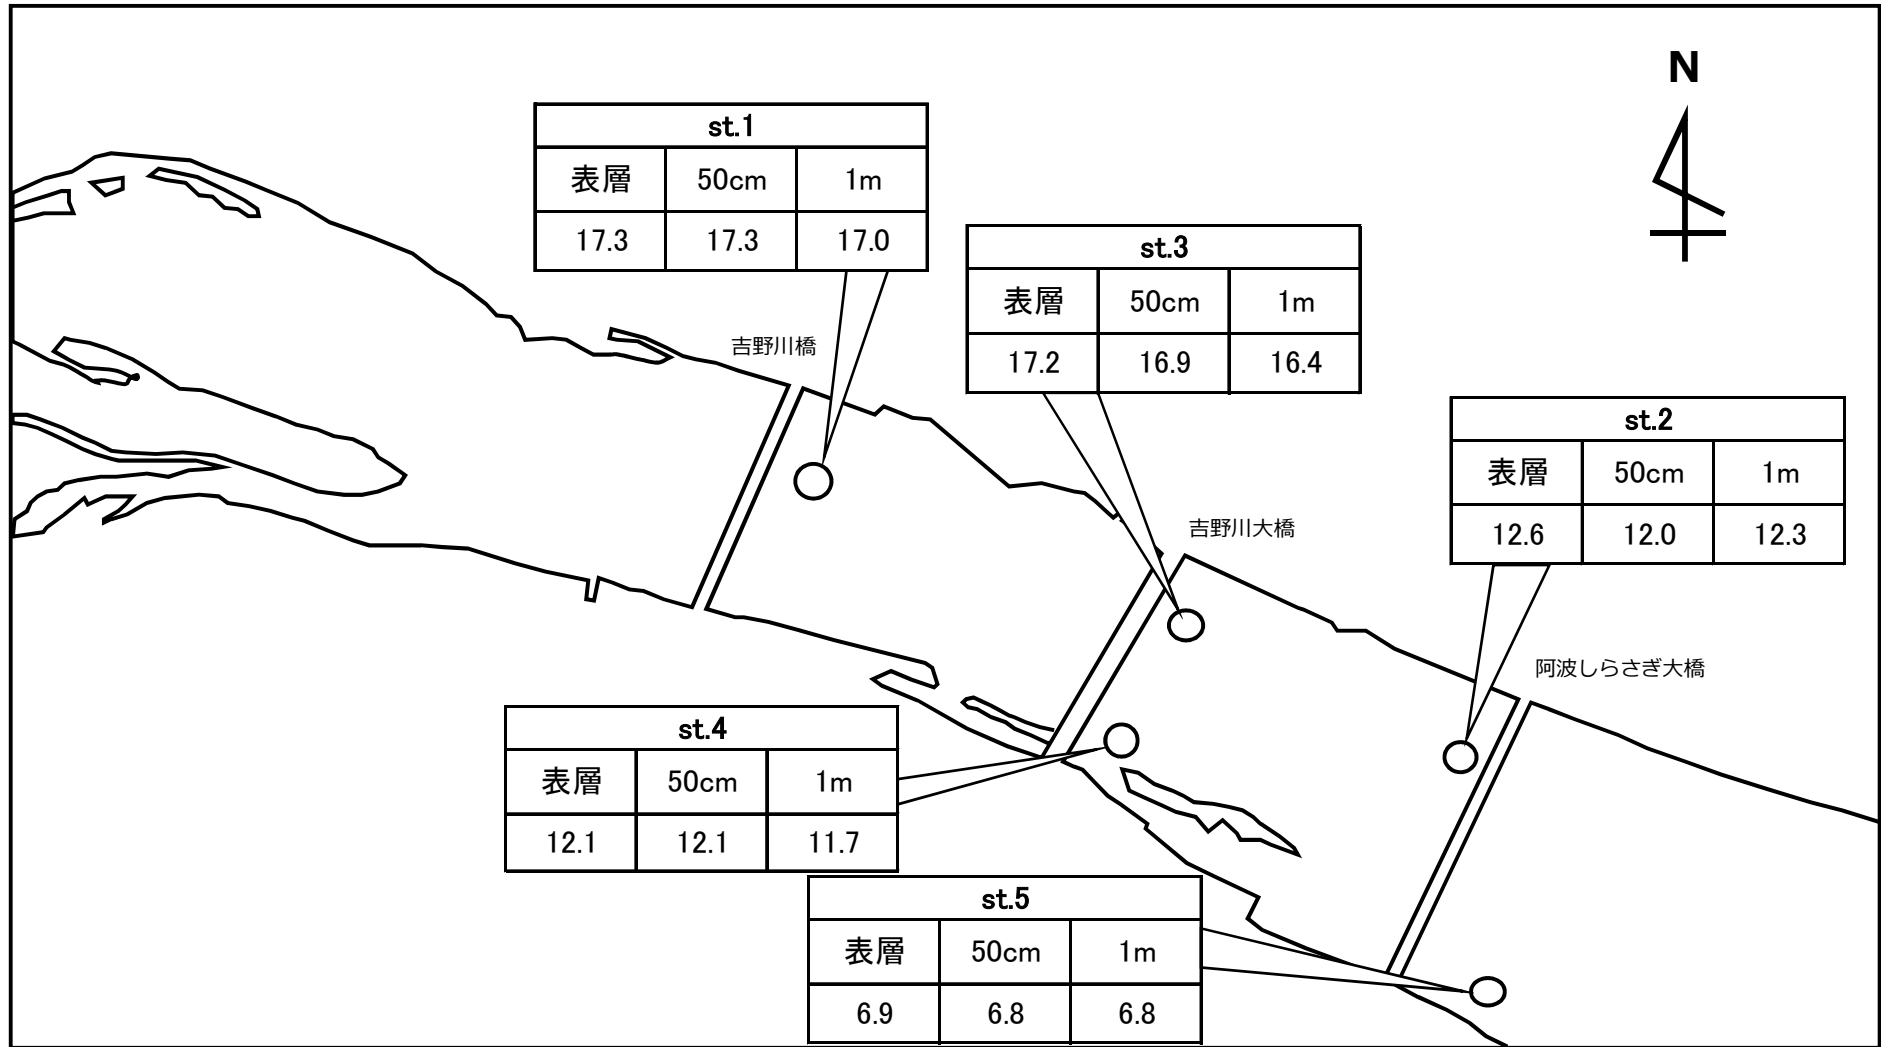 N
st.1
表層 50cm 1m
17.3 17.3 17.0
吉野川橋
st.3
表層 50cm 1m
17.2 16.9 16.4
吉野川大橋
st.2
表層 50cm 1m
12.6 12.0 12.3
阿波しらさぎ大橋
st.4
表層 50cm 1m
12.1 12.1 11.7
st.5
表層 50cm 1m
6.9 6.8 6.8